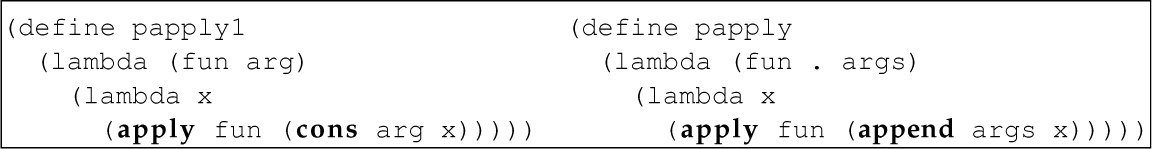 (define papply1
  (lambda (fun arg)
    (lambda x
      (apply fun (cons arg x)))))
(define papply
  (lambda (fun . args)
    (lambda x
      (apply fun (append args x)))))